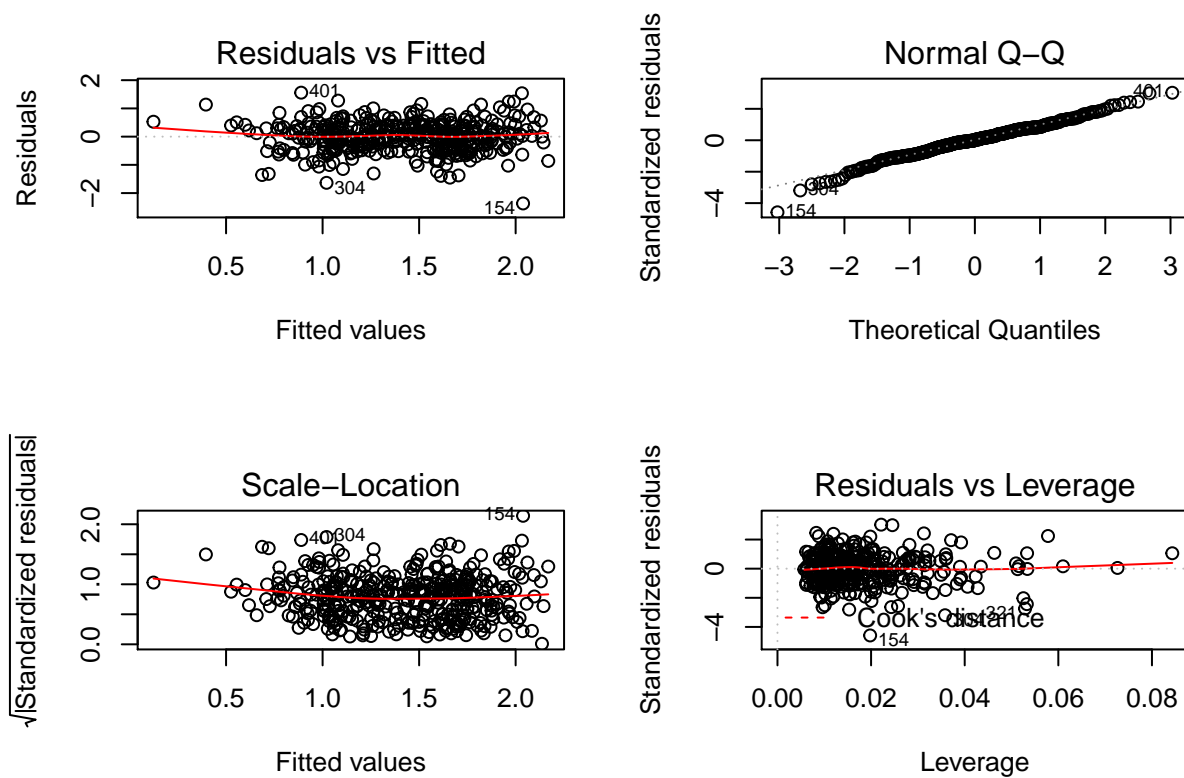 Residuals vs Fitted
Residuals
2
0
−2
401
304
154
0.5 1.0 1.5 2.0
Fitted values
Normal Q−Q
Standardized residuals
0
−4
401
304
154
−3 −2 −1 0 1 2 3
Theoretical Quantiles
Scale−Location
√|Standardized residuals|
2.0
1.0
0.0
154
401
304
0.5 1.0 1.5 2.0
Fitted values
Residuals vs Leverage
Standardized residuals
0
−4
Cook's distance
304
321
154
0.00 0.02 0.04 0.06 0.08
Leverage